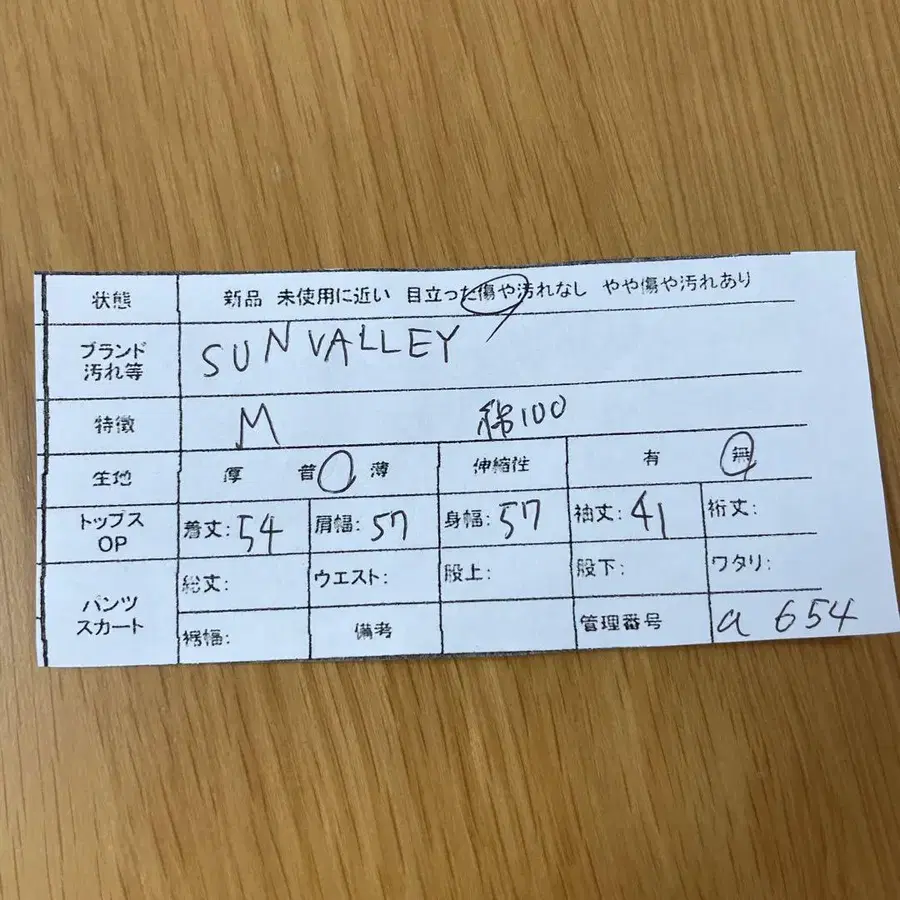 状態 新品 未使用に近い 目立った傷や汚れなし やや傷や汚れあり
ブランド 汚れ等 SUN VALLEY
特徴 M 綿100
生地 厚 普 薄 伸縮性 有 無
トップス OP 着丈: 54 肩幅: 57 身幅: 57 袖丈: 41 裄丈:
パンツ スカート 総丈: ウエスト: 股上: 股下: ワタリ:
裾幅: 備考 管理番号 a 654